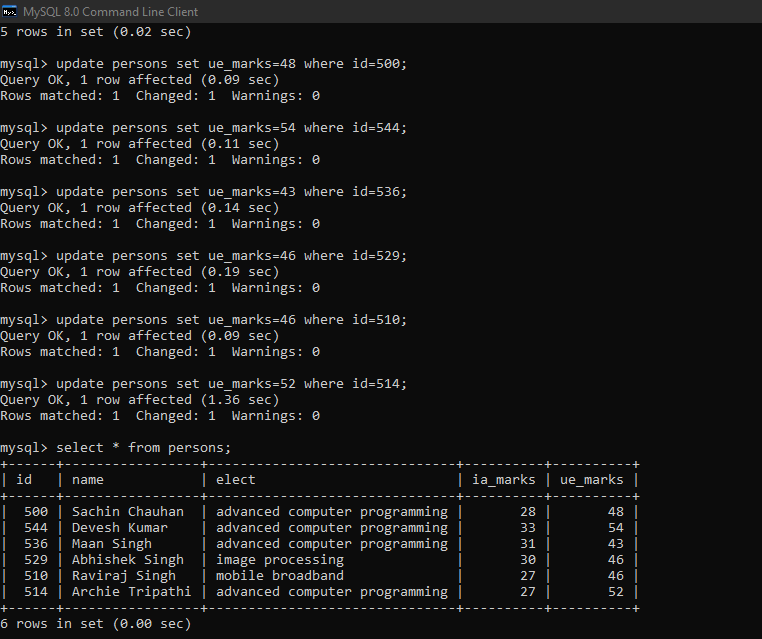 MySQL 8.0 Command Line Client
5 rows in set (0.02 sec)
mysql> update persons set ue_marks=48 where id=500;
Query OK, 1 row affected (0.09 sec)
Rows matched: 1  Changed: 1  Warnings: 0
mysql> update persons set ue_marks=54 where id=544;
Query OK, 1 row affected (0.11 sec)
Rows matched: 1  Changed: 1  Warnings: 0
mysql> update persons set ue_marks=43 where id=536;
Query OK, 1 row affected (0.14 sec)
Rows matched: 1  Changed: 1  Warnings: 0
mysql> update persons set ue_marks=46 where id=529;
Query OK, 1 row affected (0.19 sec)
Rows matched: 1  Changed: 1  Warnings: 0
mysql> update persons set ue_marks=46 where id=510;
Query OK, 1 row affected (0.09 sec)
Rows matched: 1  Changed: 1  Warnings: 0
mysql> update persons set ue_marks=52 where id=514;
Query OK, 1 row affected (1.36 sec)
Rows matched: 1  Changed: 1  Warnings: 0
mysql> select * from persons;
+------+-----------------+-------------------------------+----------+----------+
| id   | name            | elect                         | ia_marks | ue_marks |
+------+-----------------+-------------------------------+----------+----------+
|  500 | Sachin Chauhan  | advanced computer programming |       28 |       48 |
|  544 | Devesh Kumar    | advanced computer programming |       33 |       54 |
|  536 | Maan Singh      | advanced computer programming |       31 |       43 |
|  529 | Abhishek Singh  | image processing              |       30 |       46 |
|  510 | Raviraj Singh   | mobile broadband              |       27 |       46 |
|  514 | Archie Tripathi | advanced computer programming |       27 |       52 |
+------+-----------------+-------------------------------+----------+----------+
6 rows in set (0.00 sec)